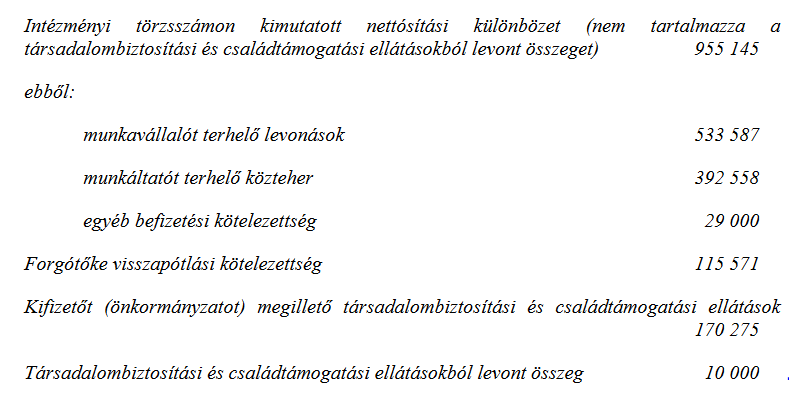 Intézményi törzsszámon kimutatott nettósítási különbözet (nem tartalmazza a
társadalombiztosítási és családtámogatási ellátásokból levont összeget) 955 145
ebből:
munkavállalót terhelő levonások 533 587
munkáltatót terhelő közteher 392 558
egyéb befizetési kötelezettség 29 000
Forgótőke visszapótlási kötelezettség 115 571
Kifizetőt (önkormányzatot) megillető társadalombiztosítási és családtámogatási ellátások
170 275
Társadalombiztosítási és családtámogatási ellátásokból levont összeg 10 000